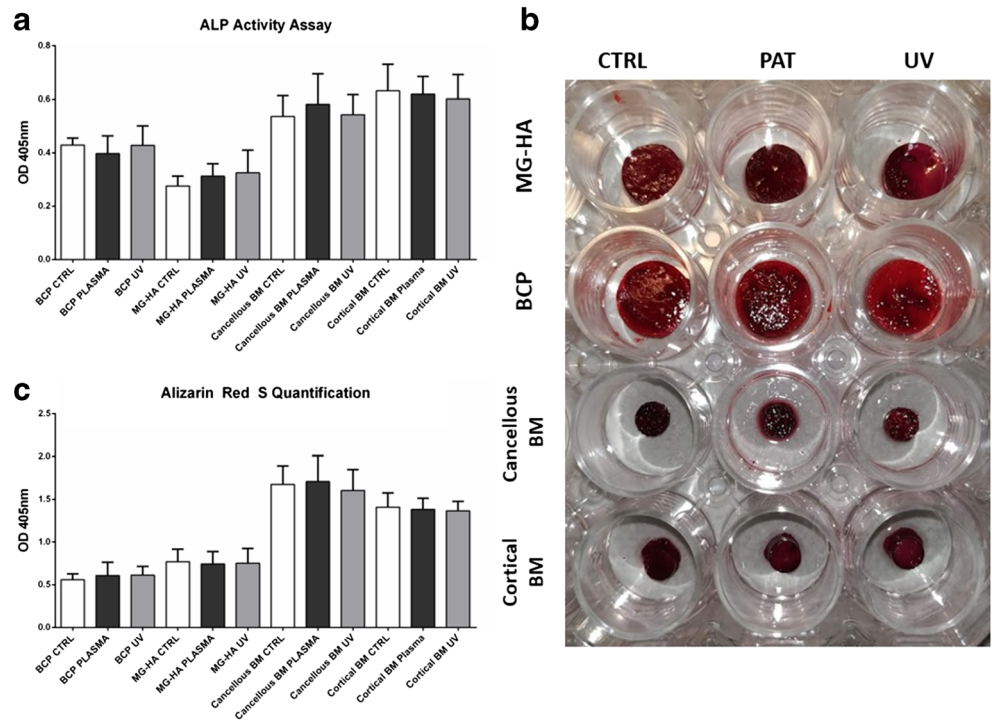 a
ALP Activity Assay
OD 405nm
0.8
0.6
0.4
0.2
0.0
BCP CTRL
BCP PLASMA
BCP UV
MG-HA CTRL
MG-HA PLASMA
MG-HA UV
Cancellous BM CTRL
Cancellous BM PLASMA
Cancellous BM UV
Cortical BM CTRL
Cortical BM Plasma
Cortical BM UV
b
CTRL PAT UV
MG-HA
BCP
Cancellous
BM
Cortical
BM
c
Alizarin Red S Quantification
OD 405nm
2.5
2.0
1.5
1.0
0.5
0.0
BCP CTRL
BCP PLASMA
BCP UV
MG-HA CTRL
MG-HA PLASMA
MG-HA UV
Cancellous BM CTRL
Cancellous BM PLASMA
Cancellous BM UV
Cortical BM CTRL
Cortical BM Plasma
Cortical BM UV